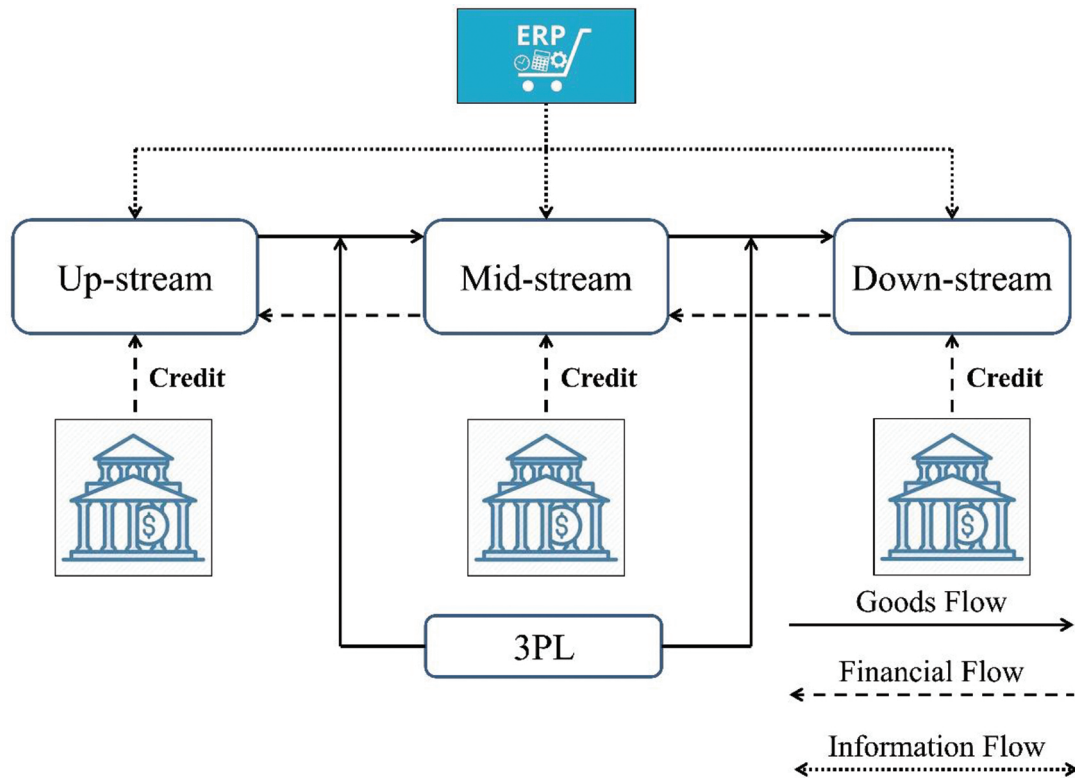 ERP
Up-stream
Mid-stream
Down-stream
Credit
Credit
Credit
$
$
$
3PL
Goods Flow
Financial Flow
Information Flow